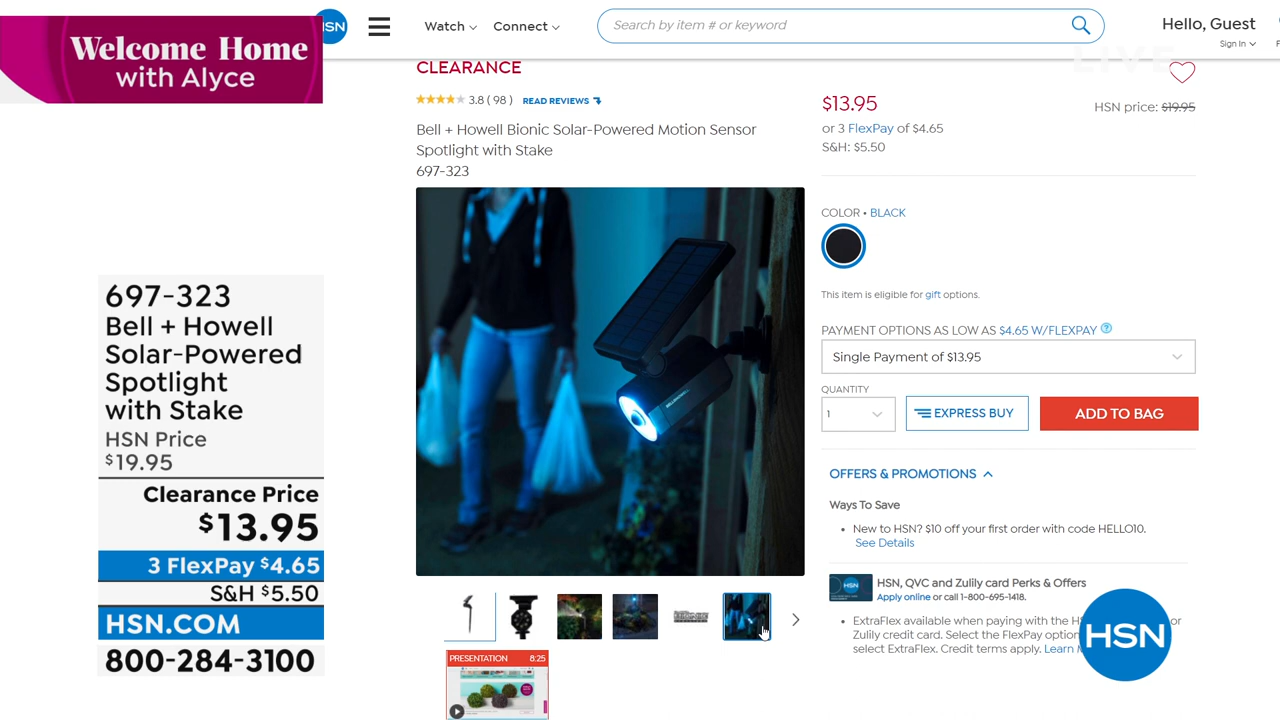 Welcome Home
with Alyce
HSN
Watch
Connect
Search by item # or keyword
Hello, Guest
Sign In
LIVE
CLEARANCE
3.8 ( 98 ) READ REVIEWS
Bell + Howell Bionic Solar-Powered Motion Sensor
Spotlight with Stake
697-323
$13.95
HSN price: $19.95
or 3 FlexPay of $4.65
S&H: $5.50
COLOR • BLACK
This item is eligible for gift options.
PAYMENT OPTIONS AS LOW AS $4.65 W/FLEXPAY ?
Single Payment of $13.95
QUANTITY
1
EXPRESS BUY
ADD TO BAG
OFFERS & PROMOTIONS
Ways To Save
• New to HSN? $10 off your first order with code HELLO10.
See Details
HSN
HSN, QVC and Zulily card Perks & Offers
Apply online or call 1-800-695-1418.
• ExtraFlex available when paying with the H or
Zulily credit card. Select the FlexPay option
select ExtraFlex. Credit terms apply. Learn
HSN
697-323
Bell + Howell
Solar-Powered
Spotlight
with Stake
HSN Price
$19.95
Clearance Price
$13.95
3 FlexPay $4.65
S&H $5.50
HSN.COM
800-284-3100
PRESENTATION 8:25